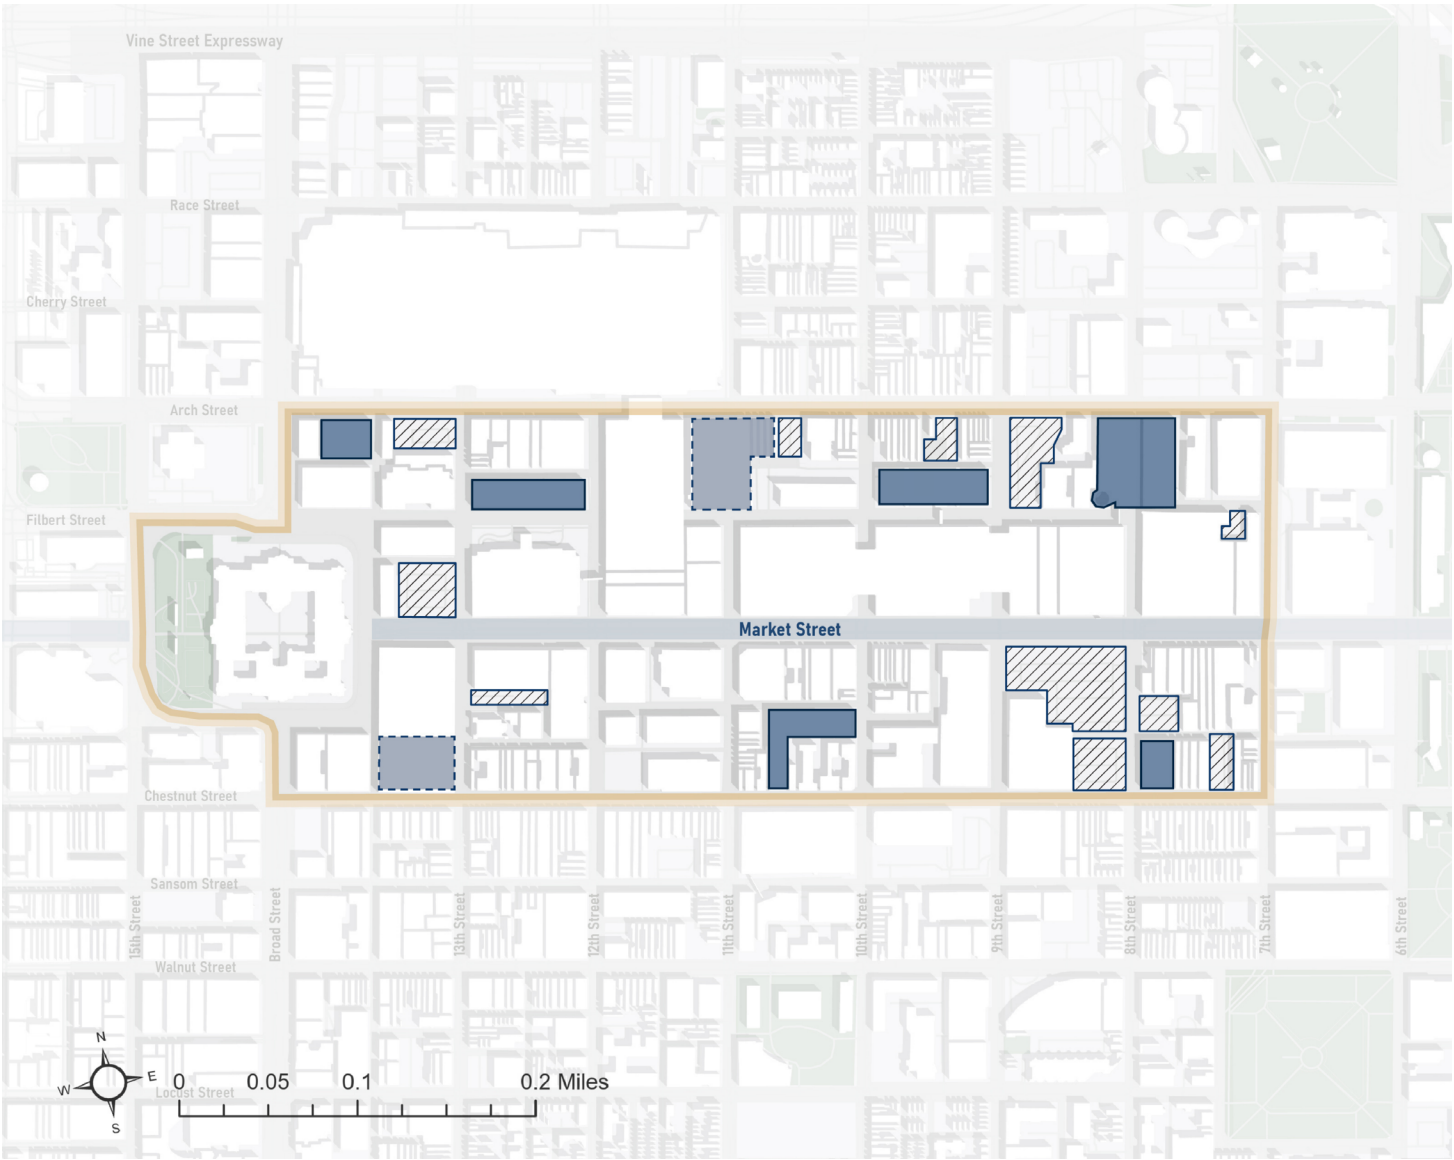 Vine Street Expressway
Race Street
Cherry Street
Arch Street
Filbert Street
Market Street
Chestnut Street
Sansom Street
15th Street
Broad Street
13th Street
12th Street
11th Street
10th Street
9th Street
8th Street
7th Street
6th Street
Walnut Street
N
W
E
S
0 0.05 0.1 0.2 Miles
Locust Street